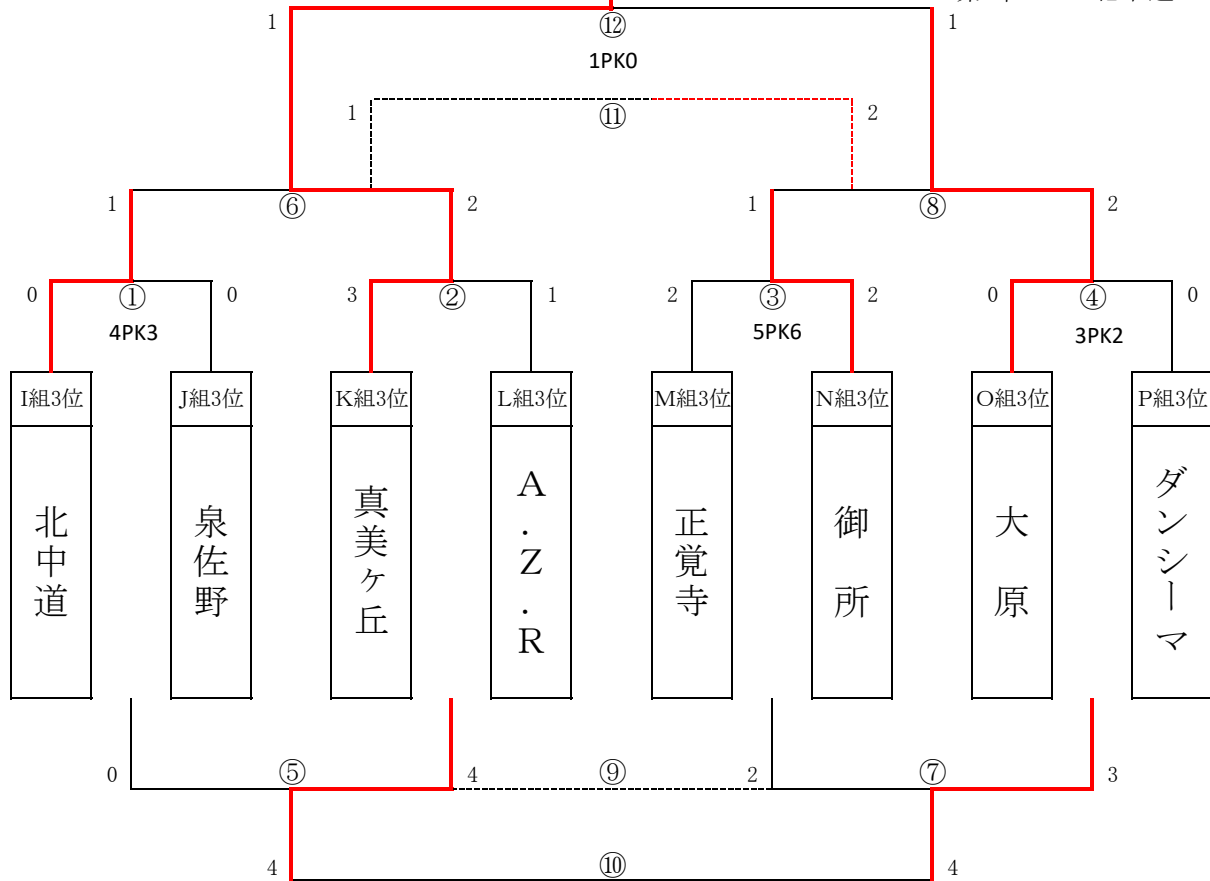 1 ⑫ 1
1PK0
1 ⑪ 2
1 ⑥ 2 1 ⑧ 2
0 ① 0 3 ② 1 2 ③ 2 0 ④ 0
4PK3 5PK6 3PK2
I組3位 J組3位 K組3位 L組3位 M組3位 N組3位 O組3位 P組3位
北中道
泉佐野
真美ヶ丘
A.Z.R
正覚寺
御所
大原
ダンシーマ
0 ⑤ 4 ⑨ 2 ⑦ 3
4 ⑩ 4